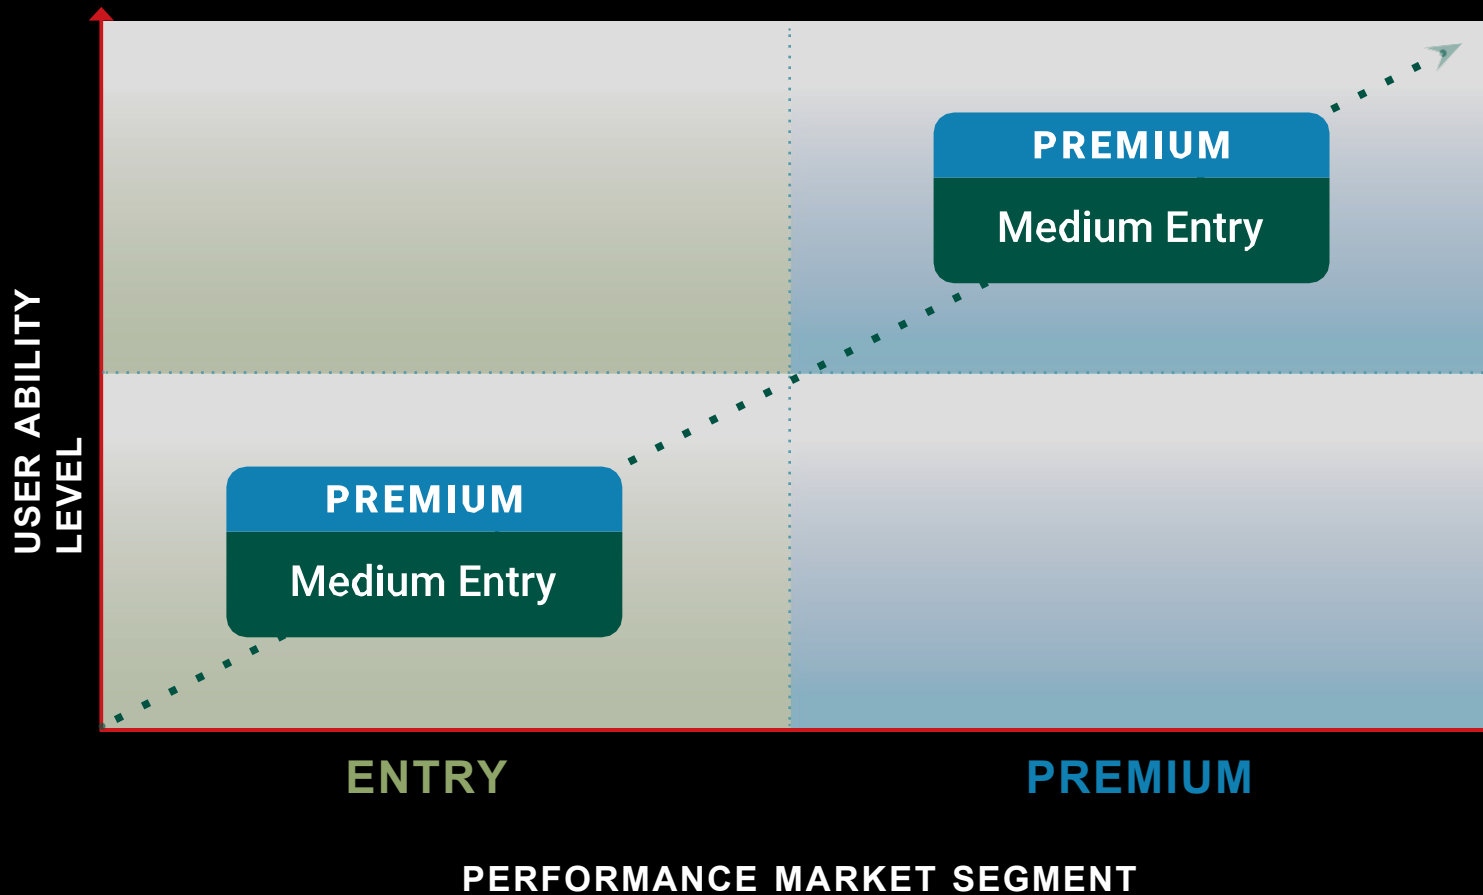 PREMIUM
Medium Entry
USER ABILITY
LEVEL
PREMIUM
Medium Entry
ENTRY
PREMIUM
PERFORMANCE MARKET SEGMENT